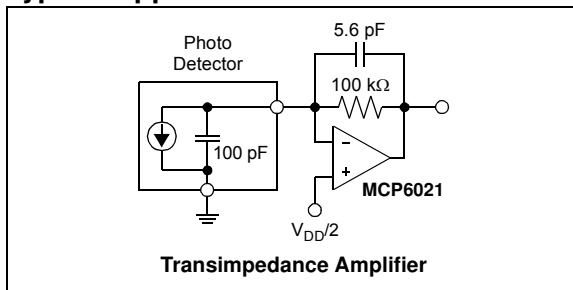 5.6 pF
Photo
Detector
100 kΩ
100 pF
–
+
MCP6021
V_DD/2
Transimpedance Amplifier